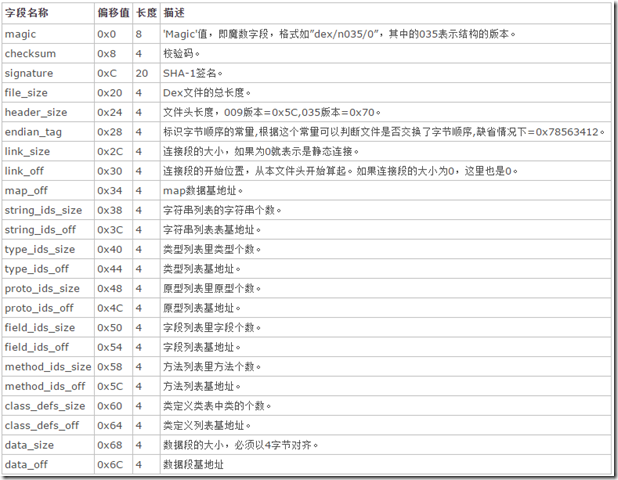 字段名称 偏移值 长度 描述
magic 0x0 8 'Magic'值，即魔数字段，格式如"dex/n035/0"，其中的035表示结构的版本。
checksum 0x8 4 校验码。
signature 0xC 20 SHA-1签名。
file_size 0x20 4 Dex文件的总长度。
header_size 0x24 4 文件头长度，009版本=0x5C,035版本=0x70。
endian_tag 0x28 4 标识字节顺序的常量,根据这个常量可以判断文件是否交换了字节顺序,缺省情况下=0x78563412。
link_size 0x2C 4 连接段的大小，如果为0就表示是静态连接。
link_off 0x30 4 连接段的开始位置，从本文件头开始算起。如果连接段的大小为0，这里也是0。
map_off 0x34 4 map数据基地址。
string_ids_size 0x38 4 字符串列表的字符串个数。
string_ids_off 0x3C 4 字符串列表表基地址。
type_ids_size 0x40 4 类型列表里类型个数。
type_ids_off 0x44 4 类型列表基地址。
proto_ids_size 0x48 4 原型列表里原型个数。
proto_ids_off 0x4C 4 原型列表基地址。
field_ids_size 0x50 4 字段列表里字段个数。
field_ids_off 0x54 4 字段列表基地址。
method_ids_size 0x58 4 方法列表里方法个数。
method_ids_off 0x5C 4 方法列表基地址。
class_defs_size 0x60 4 类定义类表中类的个数。
class_defs_off 0x64 4 类定义列表基地址。
data_size 0x68 4 数据段的大小，必须以4字节对齐。
data_off 0x6C 4 数据段基地址